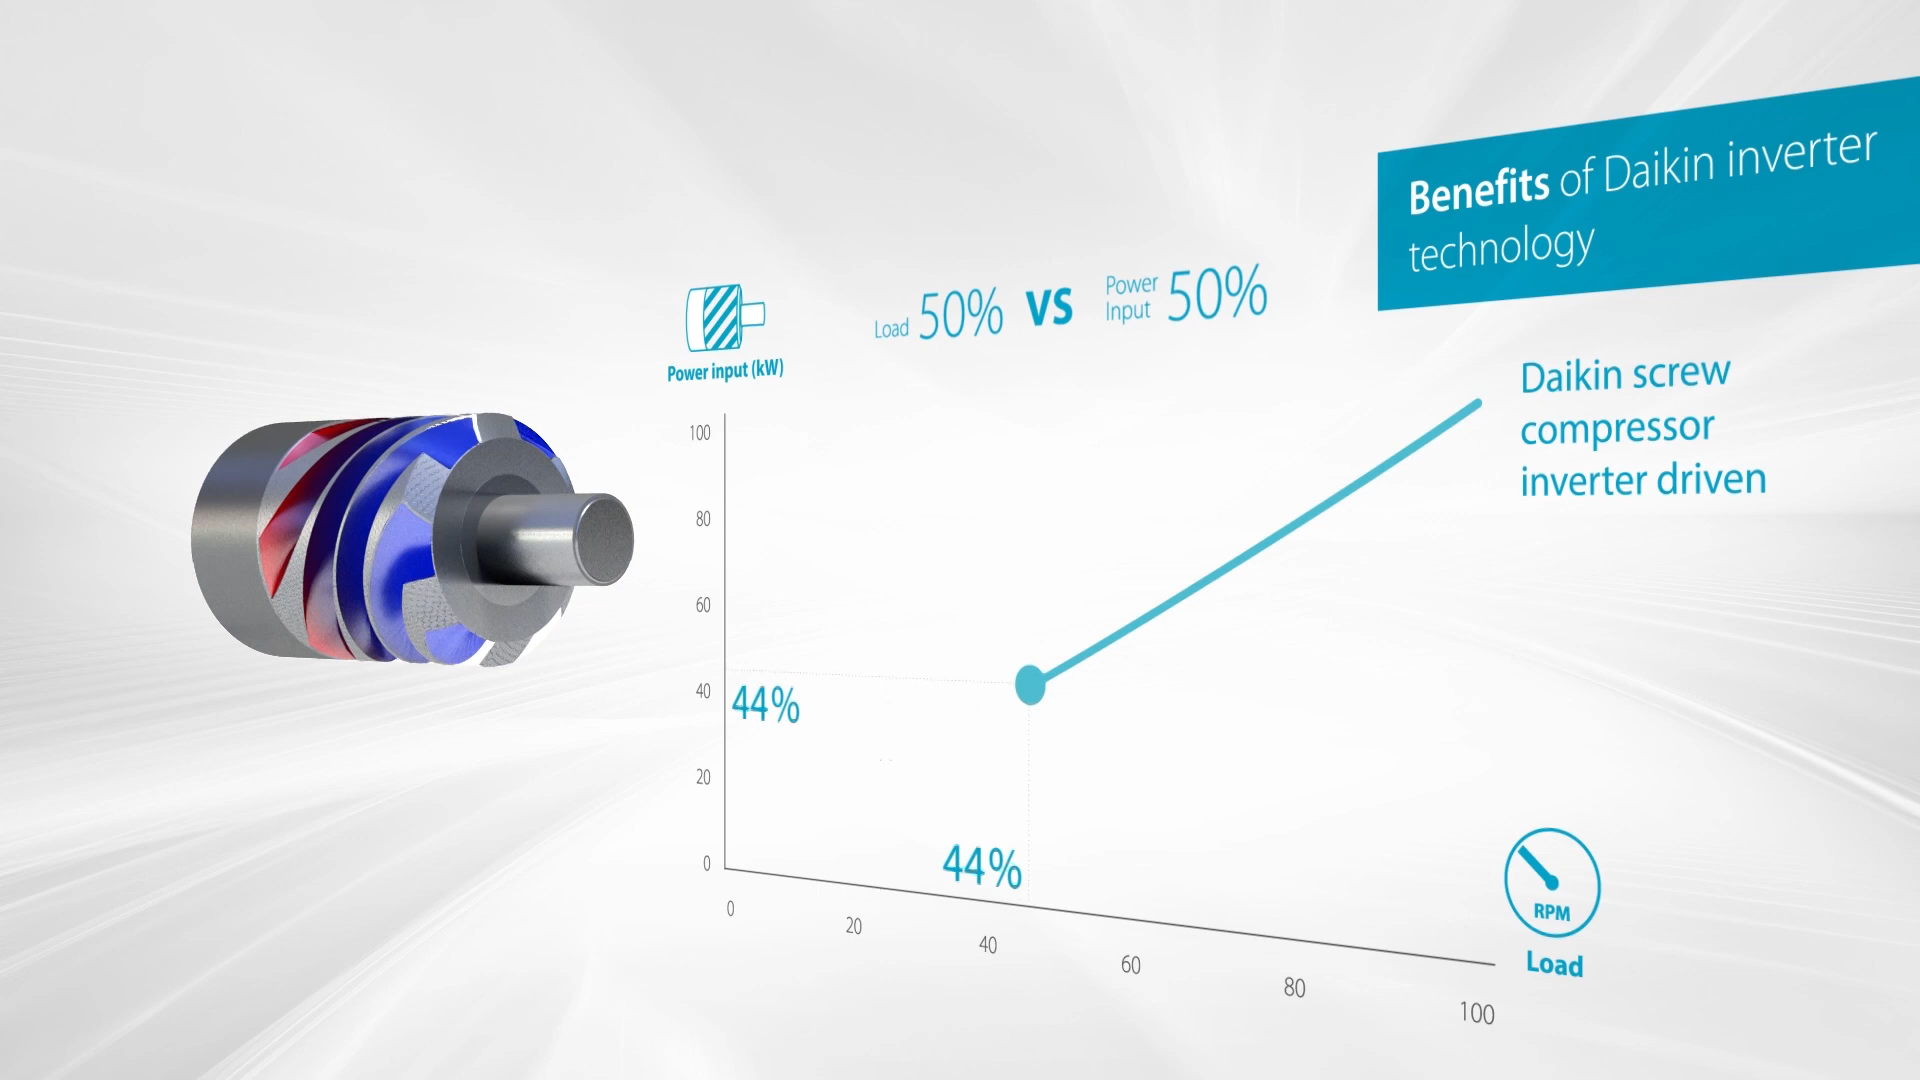 Benefits of Daikin inverter
technology
Load 50% VS Power Input 50%
Power input (kW)
Daikin screw
compressor
inverter driven
100
80
60
40
20
0
44%
44%
0
20
40
60
80
100
RPM
Load